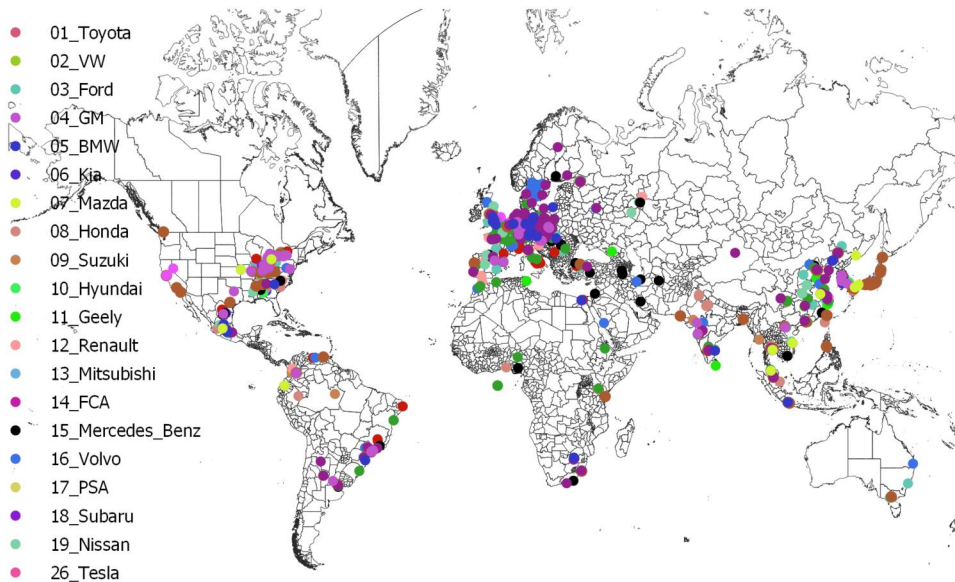 01_Toyota
02_VW
03_Ford
04_GM
05_BMW
06_Kia
07_Mazda
08_Honda
09_Suzuki
10_Hyundai
11_Geely
12_Renault
13_Mitsubishi
14_FCA
15_Mercedes_Benz
16_Volvo
17_PSA
18_Subaru
19_Nissan
26_Tesla